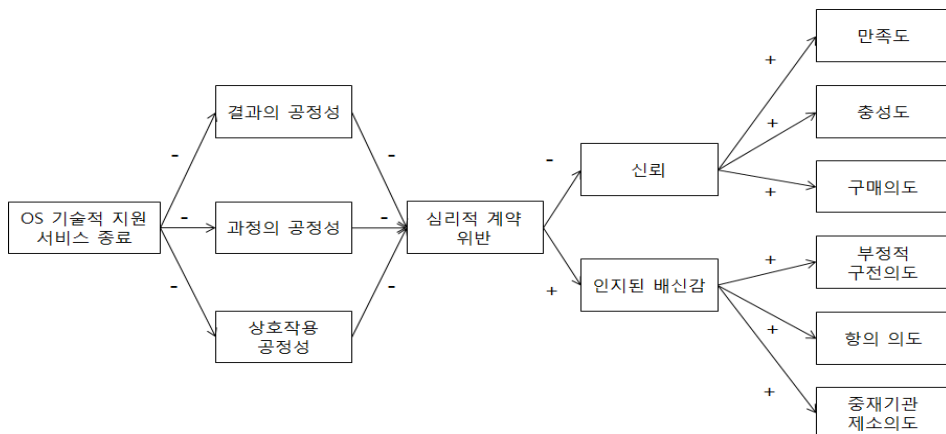 OS 기술적 지원
서비스 종료
-
-
-
결과의 공정성
과정의 공정성
상호작용
공정성
-
-
-
심리적 계약
위반
-
+
신뢰
인지된 배신감
+
+
+
+
+
+
만족도
충성도
구매의도
부정적
구전의도
항의 의도
중재기관
제소의도